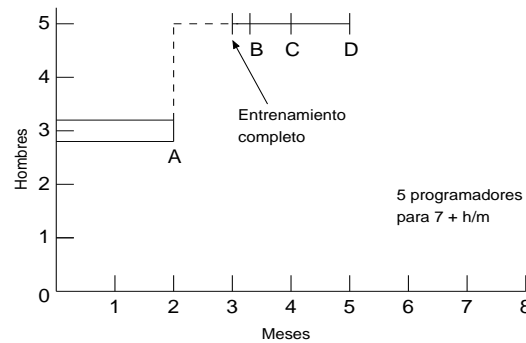 5
4
3
2
1
0
Hombres
A
B
C
D
Entrenamiento
completo
5 programadores
para 7 + h/m
1 2 3 4 5 6 7 8
Meses